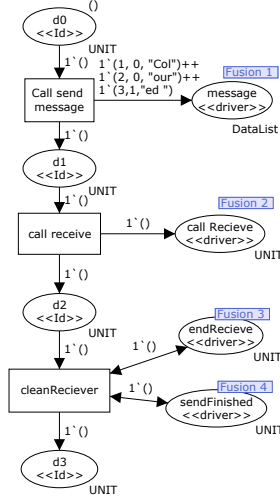 ()
d0
<<Id>>
UNIT
1`()
Fusion 1
Call send
message
1`(1, 0, "Col")++
1`(2, 0, "our")++
1`(3,1,"ed ")
message
<<driver>>
DataList
1`()
d1
<<Id>>
UNIT
1`()
Fusion 2
call receive
1`()
call Recieve
<<driver>>
UNIT
1`()
d2
<<Id>>
UNIT
Fusion 3
endRecieve
<<driver>>
UNIT
1`()
1`()
cleanReciever
1`()
Fusion 4
sendFinished
<<driver>>
UNIT
1`()
d3
<<Id>>
UNIT